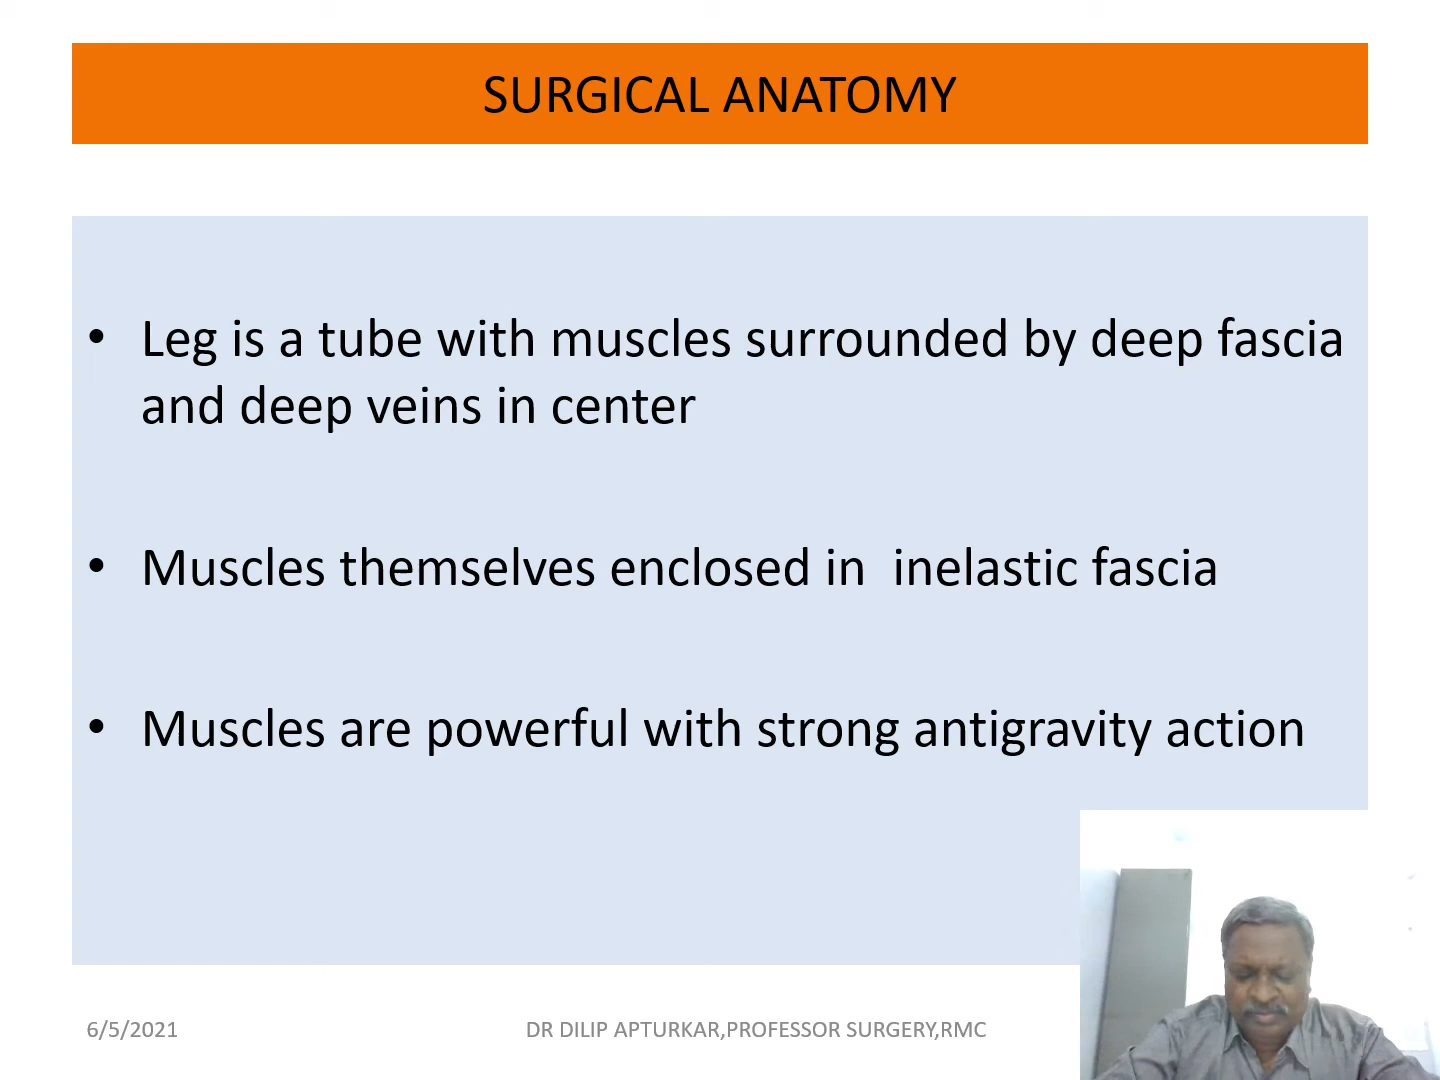 SURGICAL ANATOMY
• Leg is a tube with muscles surrounded by deep fascia
and deep veins in center
• Muscles themselves enclosed in  inelastic fascia
• Muscles are powerful with strong antigravity action
6/5/2021
DR DILIP APTURKAR,PROFESSOR SURGERY,RMC